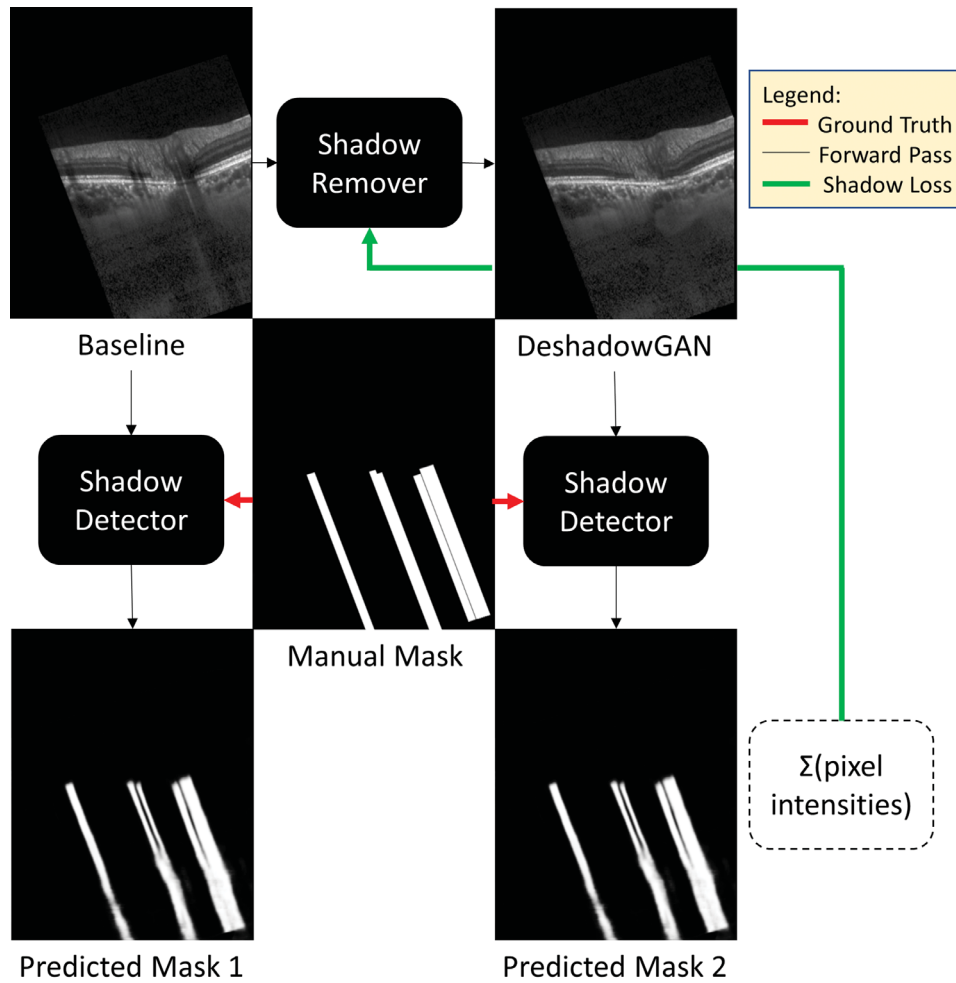 Shadow
Remover
Legend:
Ground Truth
Forward Pass
Shadow Loss
Baseline
DeshadowGAN
Shadow
Detector
Shadow
Detector
Manual Mask
Σ(pixel
intensities)
Predicted Mask 1
Predicted Mask 2